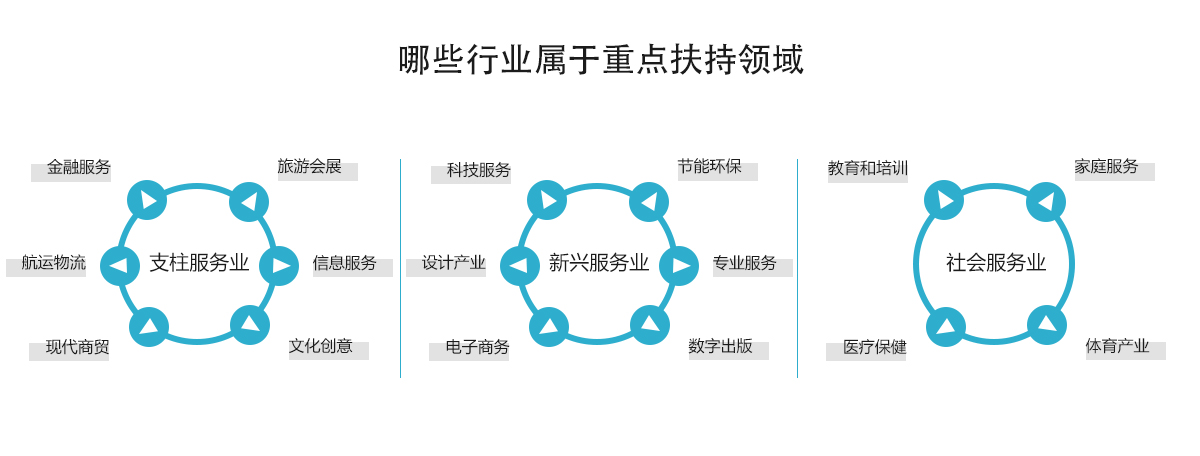 哪些行业属于重点扶持领域
金融服务
旅游会展
航运物流
支柱服务业
信息服务
现代商贸
文化创意
科技服务
节能环保
设计产业
新兴服务业
专业服务
电子商务
数字出版
教育和培训
家庭服务
社会服务业
医疗保健
体育产业